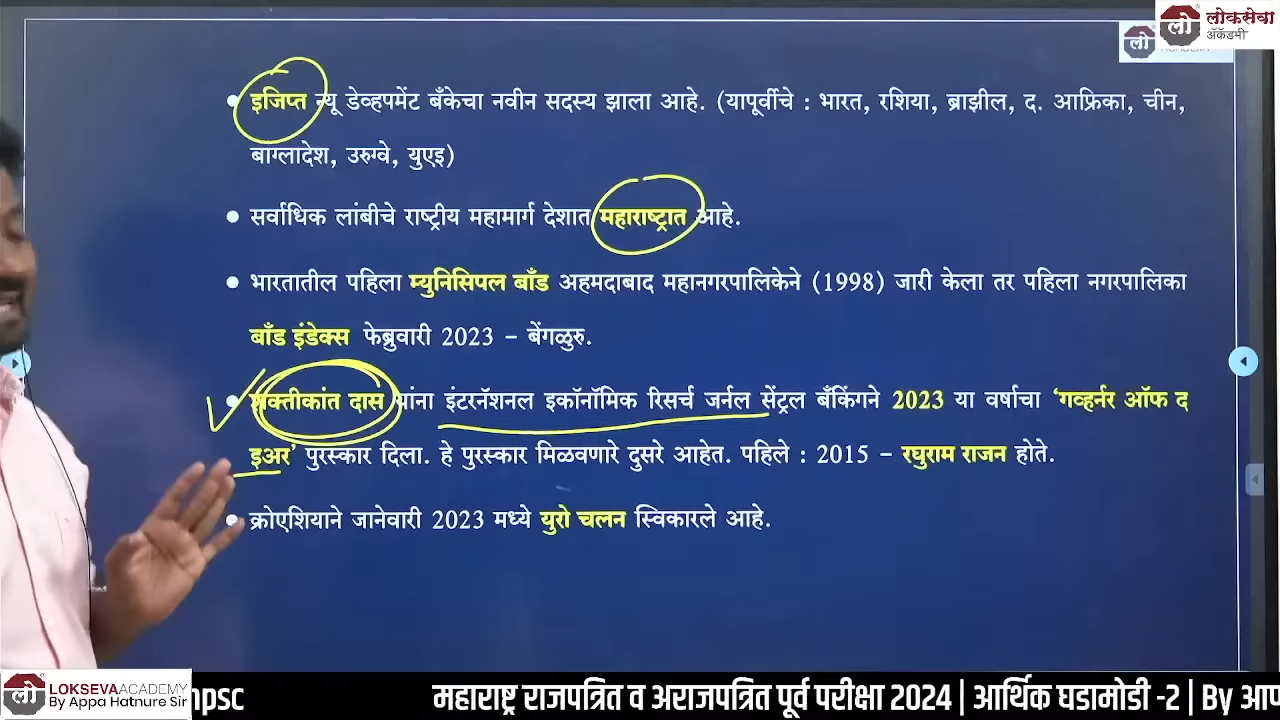 लो लोकसेवा
अ‍ॅकॅडमी
लो
• इजिप्त न्यू डेव्हपमेंट बँकेचा नवीन सदस्य झाला आहे. (यापूर्वीचे : भारत, रशिया, ब्राझील, द. आफ्रिका, चीन,
बाग्लादेश, उरुग्वे, युएइ)
• सर्वाधिक लांबीचे राष्ट्रीय महामार्ग देशात महाराष्ट्रात आहे.
• भारतातील पहिला म्युनिसिपल बाँड अहमदाबाद महानगरपालिकेने (1998) जारी केला तर पहिला नगरपालिका
बाँड इंडेक्स फेब्रुवारी 2023 – बेंगळुरु.
• शक्तीकांत दास यांना इंटरनॅशनल इकॉनॉमिक रिसर्च जर्नल सेंट्रल बँकिंगने 2023 या वर्षाचा ‘गव्हर्नर ऑफ द
इअर’ पुरस्कार दिला. हे पुरस्कार मिळवणारे दुसरे आहेत. पहिले : 2015 – रघुराम राजन होते.
• क्रोएशियाने जानेवारी 2023 मध्ये युरो चलन स्विकारले आहे.
लो LOKSEVA ACADEMY
By Appa Hatnure Sir
mpsc महाराष्ट्र राजपत्रित व अराजपत्रित पूर्व परीक्षा 2024 | आर्थिक घडामोडी -2 | By